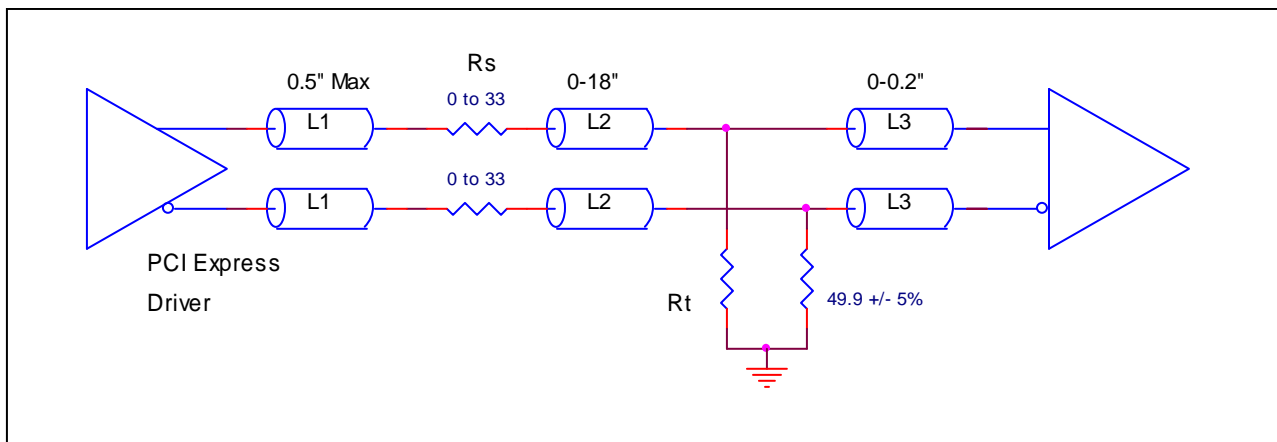 Rs
0.5" Max
0-18"
0-0.2"
0 to 33
L1
L2
L3
0 to 33
L1
L2
L3
PCI Express
Driver
Rt
49.9 +/- 5%